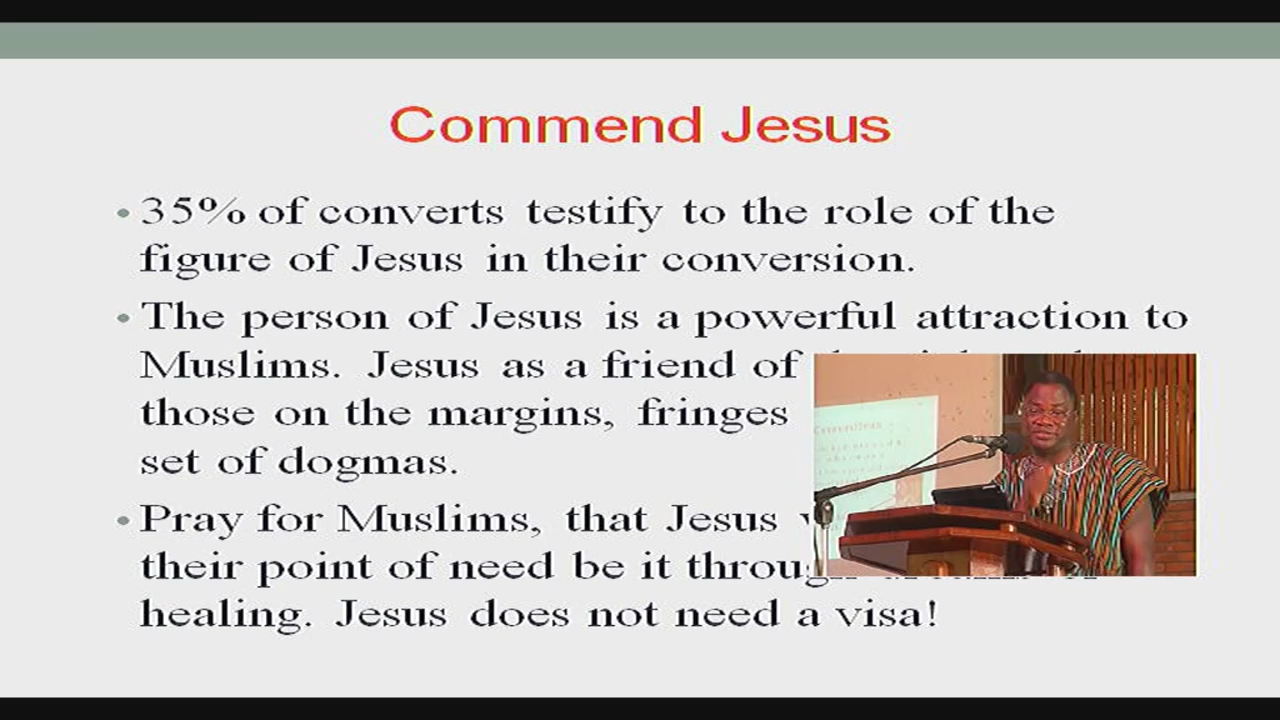 Commend Jesus
• 35% of converts testify to the role of the
figure of Jesus in their conversion.
• The person of Jesus is a powerful attraction to
Muslims. Jesus as a friend of
those on the margins, fringes
set of dogmas.
• Pray for Muslims, that Jesus
their point of need be it through
healing. Jesus does not need a visa!